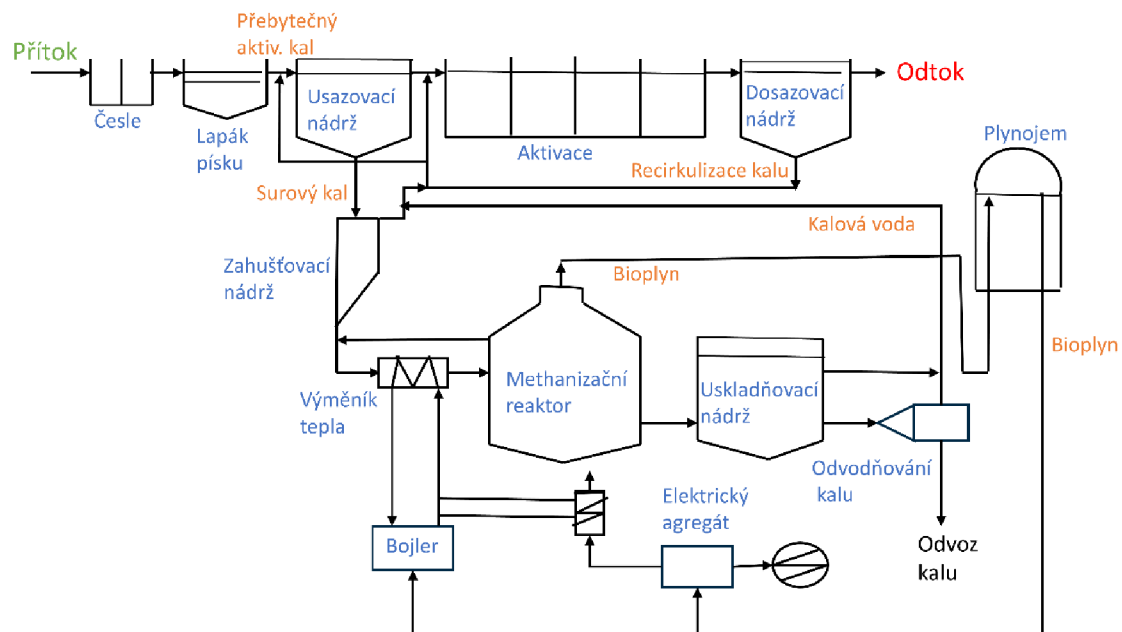 Přebytečný
aktiv. kal
Přítok
Odtok
Česle
Lapák
písku
Usazovací
nádrž
Aktivace
Dosazovací
nádrž
Plynojem
Recirkulizace kalu
Surový kal
Kalová voda
Zahušťovací
nádrž
Bioplyn
Bioplyn
Výměník
tepla
Methanizační
reaktor
Uskladňovací
nádrž
Odvodňování
kalu
Elektrický
agregát
Bojler
Odvoz
kalu